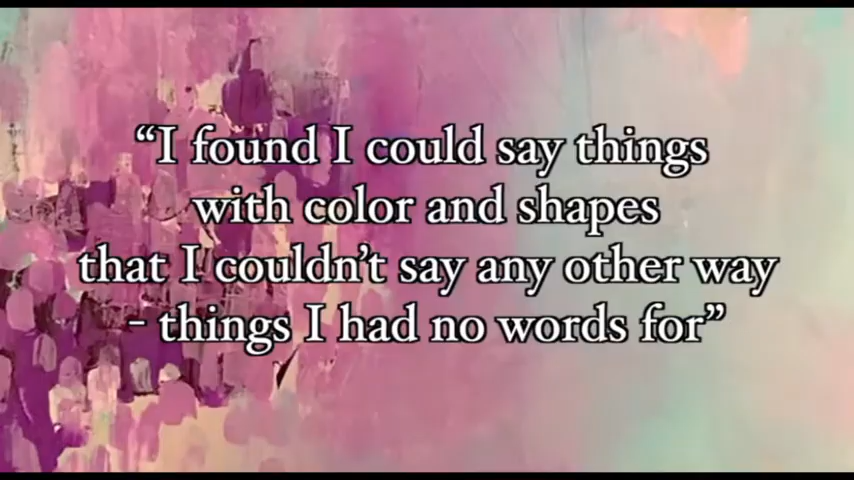 “I found I could say things
with color and shapes
that I couldn’t say any other way
- things I had no words for”